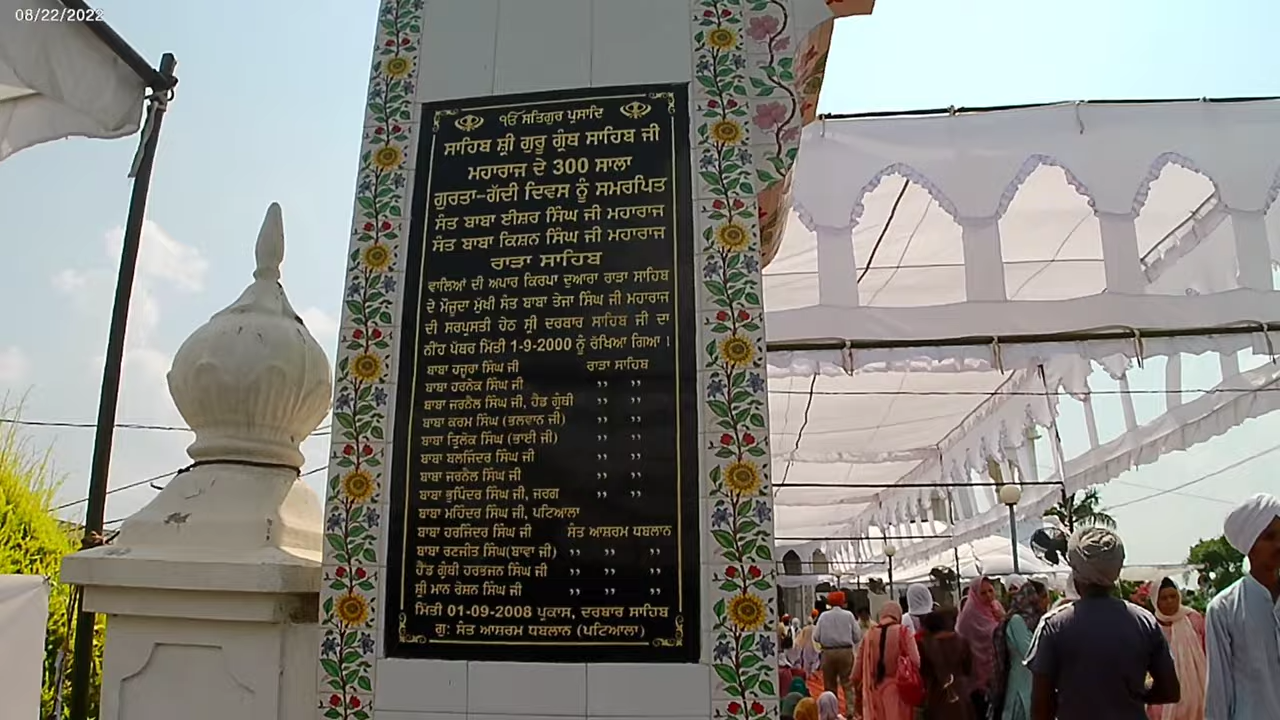 08/22/2022
ੴ ਸਤਿਗੁਰ ਪ੍ਰਸਾਦਿ
ਸਾਹਿਬ ਸ਼੍ਰੀ ਗੁਰੂ ਗ੍ਰੰਥ ਸਾਹਿਬ ਜੀ
ਮਹਾਰਾਜ ਦੇ 300 ਸਾਲਾ
ਗੁਰਤਾ-ਗੱਦੀ ਦਿਵਸ ਨੂੰ ਸਮਰਪਿਤ
ਸੰਤ ਬਾਬਾ ਈਸ਼ਰ ਸਿੰਘ ਜੀ ਮਹਾਰਾਜ
ਸੰਤ ਬਾਬਾ ਕਿਸ਼ਨ ਸਿੰਘ ਜੀ ਮਹਾਰਾਜ
ਰਾੜਾ ਸਾਹਿਬ
ਵਾਲਿਆਂ ਦੀ ਅਪਾਰ ਕਿਰਪਾ ਦੁਆਰਾ ਰਾੜਾ ਸਾਹਿਬ
ਦੇ ਮੌਜੂਦਾ ਮੁੱਖੀ ਸੰਤ ਬਾਬਾ ਤੇਜਾ ਸਿੰਘ ਜੀ ਮਹਾਰਾਜ
ਦੀ ਸਰਪ੍ਰਸਤੀ ਹੇਠ ਸ੍ਰੀ ਦਰਬਾਰ ਸਾਹਿਬ ਜੀ ਦਾ
ਨੀਂਹ ਪੱਥਰ ਮਿਤੀ 1-9-2000 ਨੂੰ ਰੱਖਿਆ ਗਿਆ।
ਬਾਬਾ ਹਜੂਰਾ ਸਿੰਘ ਜੀ ਰਾੜਾ ਸਾਹਿਬ
ਬਾਬਾ ਹਰਨੇਕ ਸਿੰਘ ਜੀ ,, ,,
ਬਾਬਾ ਜਰਨੈਲ ਸਿੰਘ ਜੀ, ਹੈਡ ਗ੍ਰੰਥੀ ,, ,,
ਬਾਬਾ ਕਰਮ ਸਿੰਘ (ਭਲਵਾਨ ਜੀ) ,, ,,
ਬਾਬਾ ਤ੍ਰਿਲੋਕ ਸਿੰਘ (ਭਾਈ ਜੀ) ,, ,,
ਬਾਬਾ ਬਲਜਿੰਦਰ ਸਿੰਘ ਜੀ ,, ,,
ਬਾਬਾ ਜਰਨੈਲ ਸਿੰਘ ਜੀ ,, ,,
ਬਾਬਾ ਭੁਪਿੰਦਰ ਸਿੰਘ ਜੀ, ਜਰਗ ,, ,,
ਬਾਬਾ ਮਹਿੰਦਰ ਸਿੰਘ ਜੀ, ਪਟਿਆਲਾ
ਬਾਬਾ ਹਰਜਿੰਦਰ ਸਿੰਘ ਜੀ ਸੰਤ ਆਸ਼ਰਮ ਧਬਲਾਨ
ਬਾਬਾ ਰਣਜੀਤ ਸਿੰਘ(ਬਾਵਾ ਜੀ) ,, ,, ,,
ਹੈੱਡ ਗ੍ਰੰਥੀ ਹਰਭਜਨ ਸਿੰਘ ਜੀ ,, ,, ,,
ਸ਼੍ਰੀ ਮਾਨ ਰੋਸ਼ਨ ਸਿੰਘ ਜੀ ,, ,, ,,
ਮਿਤੀ 01-09-2008 ਪ੍ਰਕਾਸ, ਦਰਬਾਰ ਸਾਹਿਬ
ਗੁ: ਸੰਤ ਆਸ਼ਰਮ ਧਬਲਾਨ (ਪਟਿਆਲਾ)